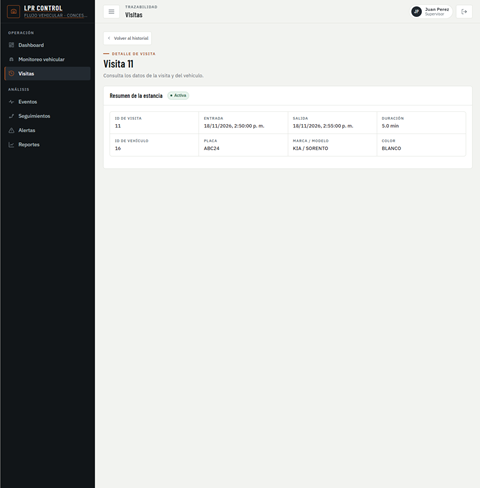 LPR CONTROL
FLUJO VEHICULAR - CONCES...
OPERACIÓN
Dashboard
Monitoreo vehicular
Visitas
ANÁLISIS
Eventos
Seguimientos
Alertas
Reportes
TRAZABILIDAD
Visitas
JP
Juan Perez
Supervisor
Volver al historial
DETALLE DE VISITA
Visita 11
Consulta los datos de la visita y del vehículo.
Resumen de la estancia
Activa
ID DE VISITA
11
ENTRADA
18/11/2026, 2:50:00 p. m.
SALIDA
18/11/2026, 2:55:00 p. m.
DURACIÓN
5.0 min
ID DE VEHÍCULO
16
PLACA
ABC24
MARCA / MODELO
KIA / SORENTO
COLOR
BLANCO